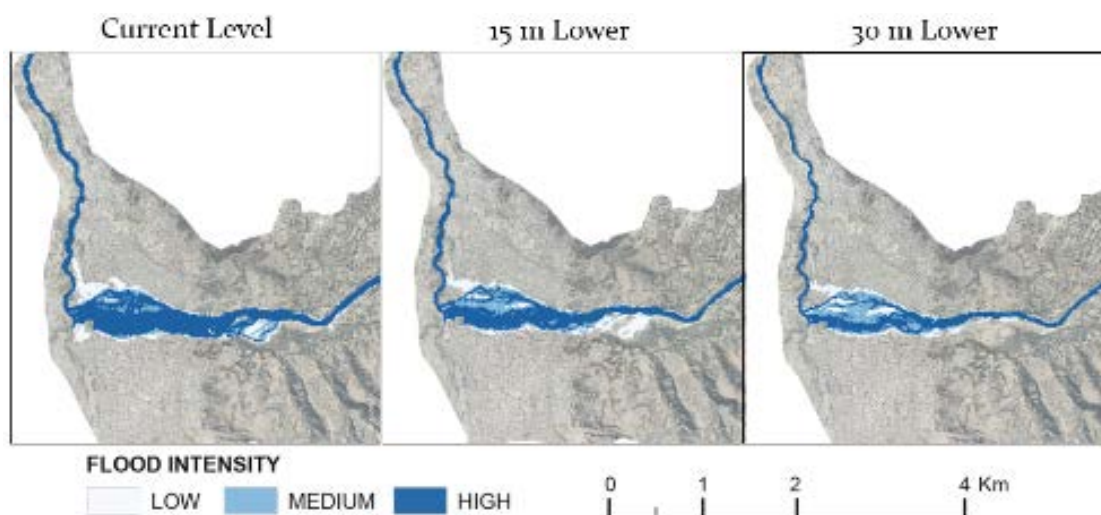 Current Level
15 m Lower
30 m Lower
FLOOD INTENSITY
LOW MEDIUM HIGH
0 1 2 4 Km